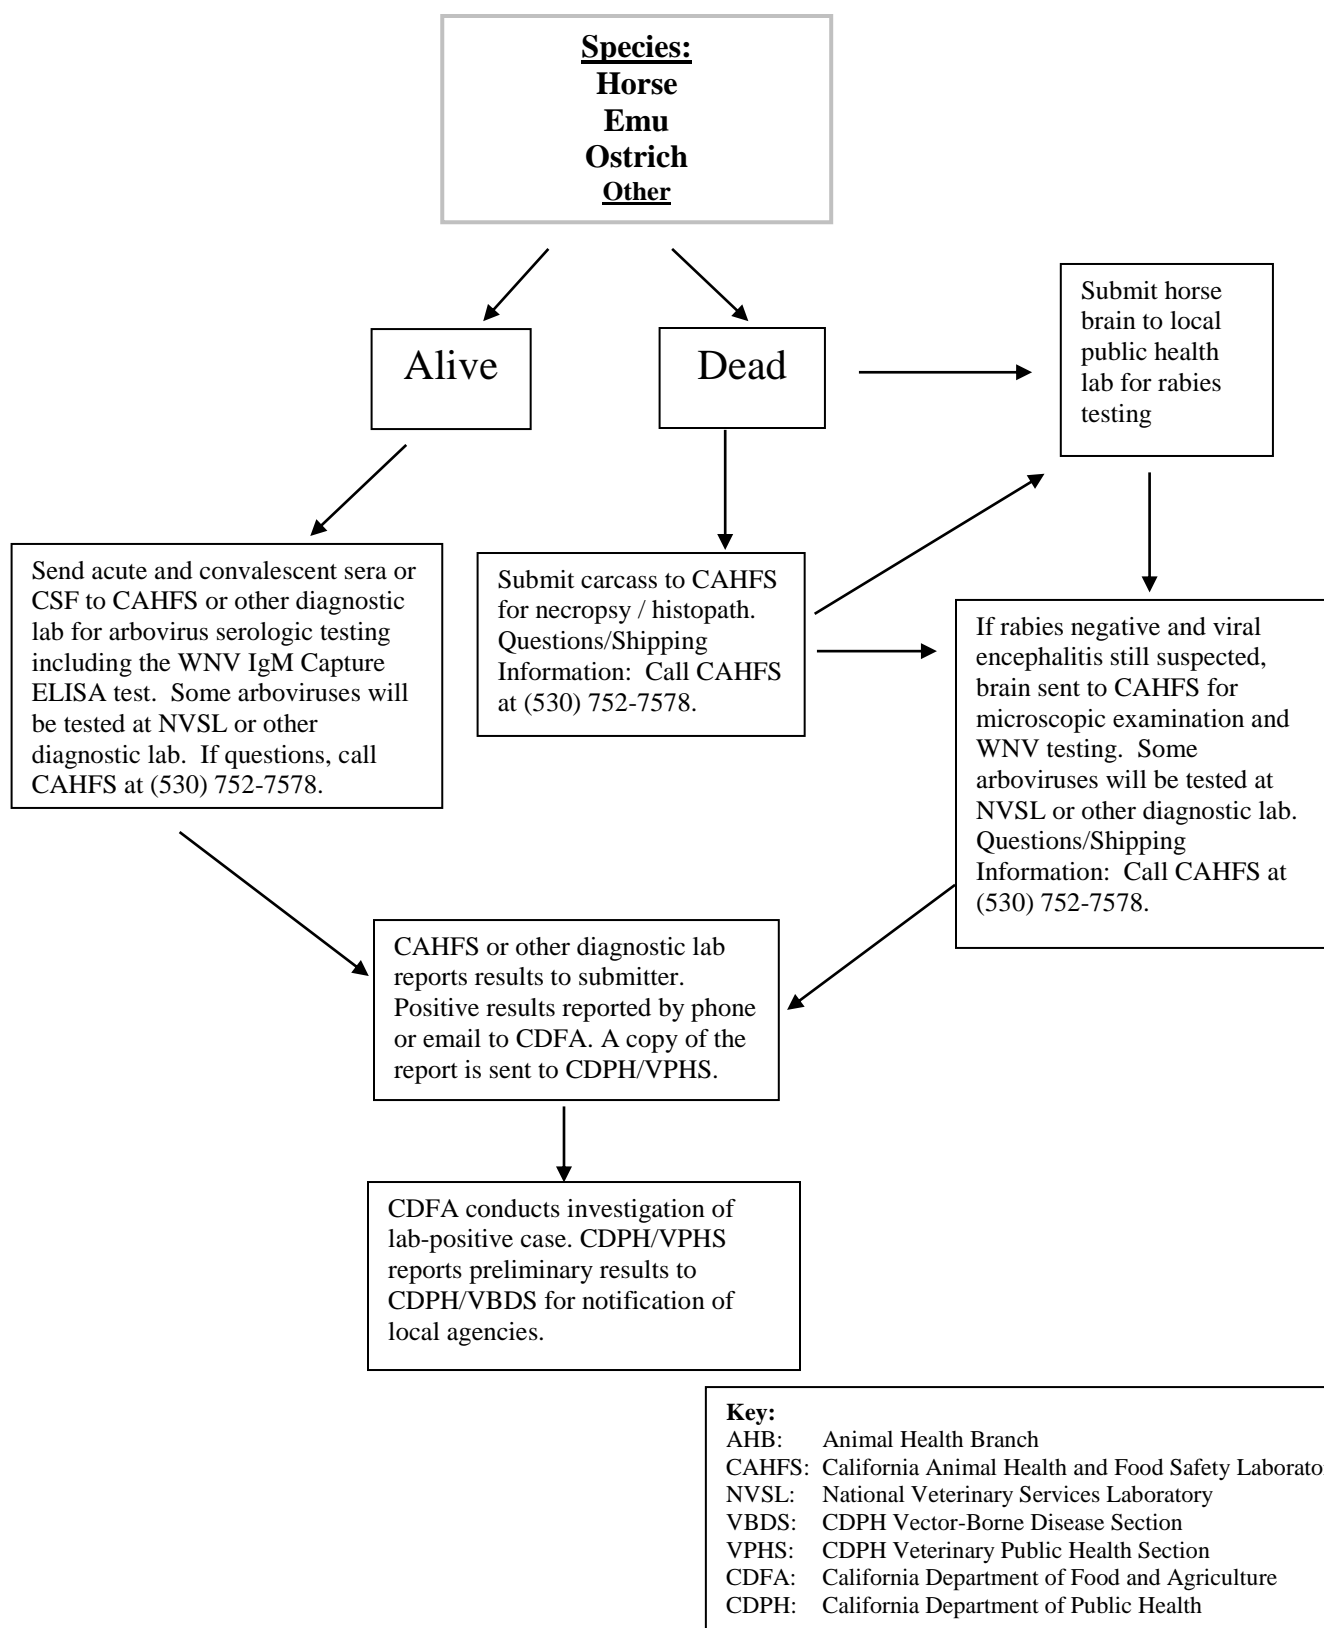 Species:
Horse
Emu
Ostrich
Other
Alive
Dead
Submit horse
brain to local
public health
lab for rabies
testing
Send acute and convalescent sera or
CSF to CAHFS or other diagnostic
lab for arbovirus serologic testing
including the WNV IgM Capture
ELISA test.  Some arboviruses will
be tested at NVSL or other
diagnostic lab.  If questions, call
CAHFS at (530) 752-7578.
Submit carcass to CAHFS
for necropsy / histopath.
Questions/Shipping
Information:  Call CAHFS
at (530) 752-7578.
If rabies negative and viral
encephalitis still suspected,
brain sent to CAHFS for
microscopic examination and
WNV testing.  Some
arboviruses will be tested at
NVSL or other diagnostic lab.
Questions/Shipping
Information:  Call CAHFS at
(530) 752-7578.
CAHFS or other diagnostic lab
reports results to submitter.
Positive results reported by phone
or email to CDFA. A copy of the
report is sent to CDPH/VPHS.
CDFA conducts investigation of
lab-positive case. CDPH/VPHS
reports preliminary results to
CDPH/VBDS for notification of
local agencies.
Key:
AHB: Animal Health Branch
CAHFS: California Animal Health and Food Safety Laborato
NVSL: National Veterinary Services Laboratory
VBDS: CDPH Vector-Borne Disease Section
VPHS: CDPH Veterinary Public Health Section
CDFA: California Department of Food and Agriculture
CDPH: California Department of Public Health